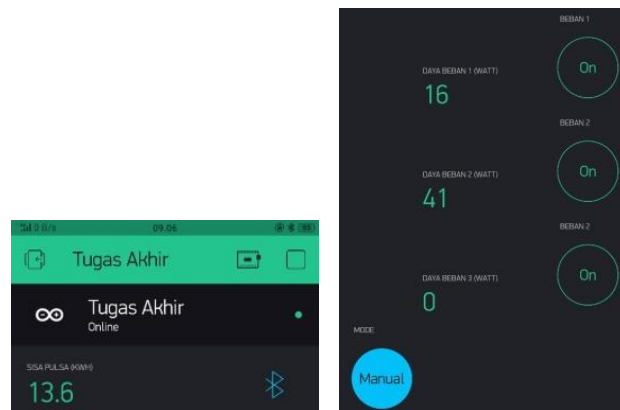 09.06
Tugas Akhir
Tugas Akhir
Online
SISA PULSA (KWH)
13.6
BEBAN 1
On
DAYA BEBAN 1 (WATT)
16
BEBAN 2
On
DAYA BEBAN 2 (WATT)
41
BEBAN 2
On
DAYA BEBAN 3 (WATT)
0
MODE
Manual